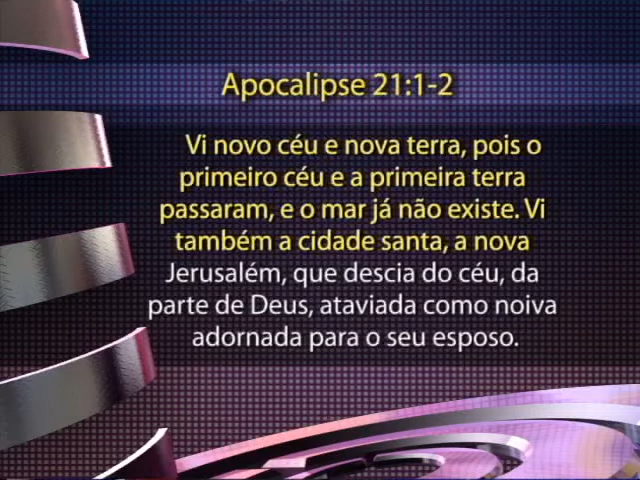 Apocalipse 21:1-2
Vi novo céu e nova terra, pois o
primeiro céu e a primeira terra
passaram, e o mar já não existe. Vi
também a cidade santa, a nova
Jerusalém, que descia do céu, da
parte de Deus, ataviada como noiva
adornada para o seu esposo.